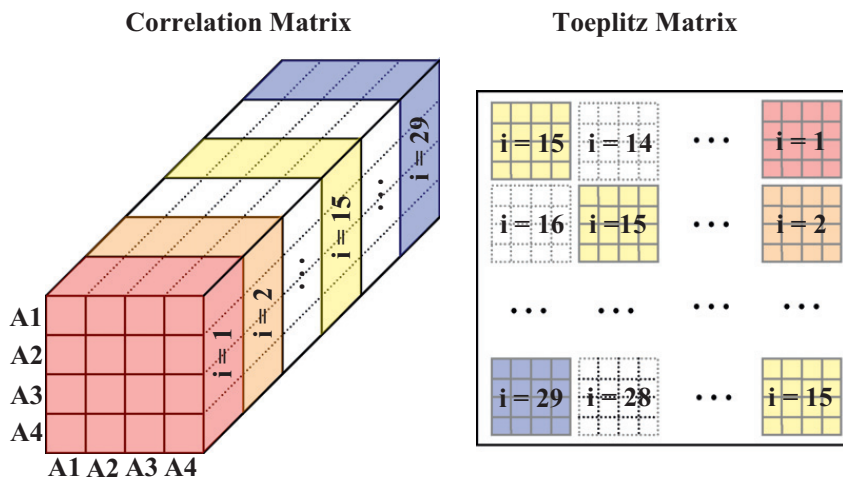 Correlation Matrix
Toeplitz Matrix
A1
A2
A3
A4
A1 A2 A3 A4
i = 1
i = 2
...
i = 15
...
i = 29
i = 15 i = 14 ... i = 1
i = 16 i = 15 ... i = 2
... ... ... ...
i = 29 i = 28 ... i = 15